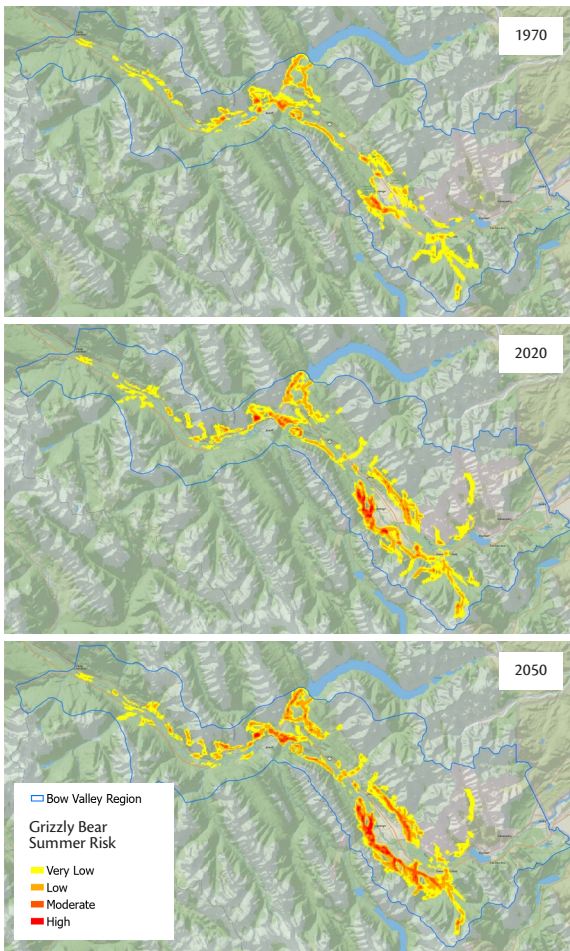 1970
2020
2050
Bow Valley Region
Grizzly Bear
Summer Risk
Very Low
Low
Moderate
High